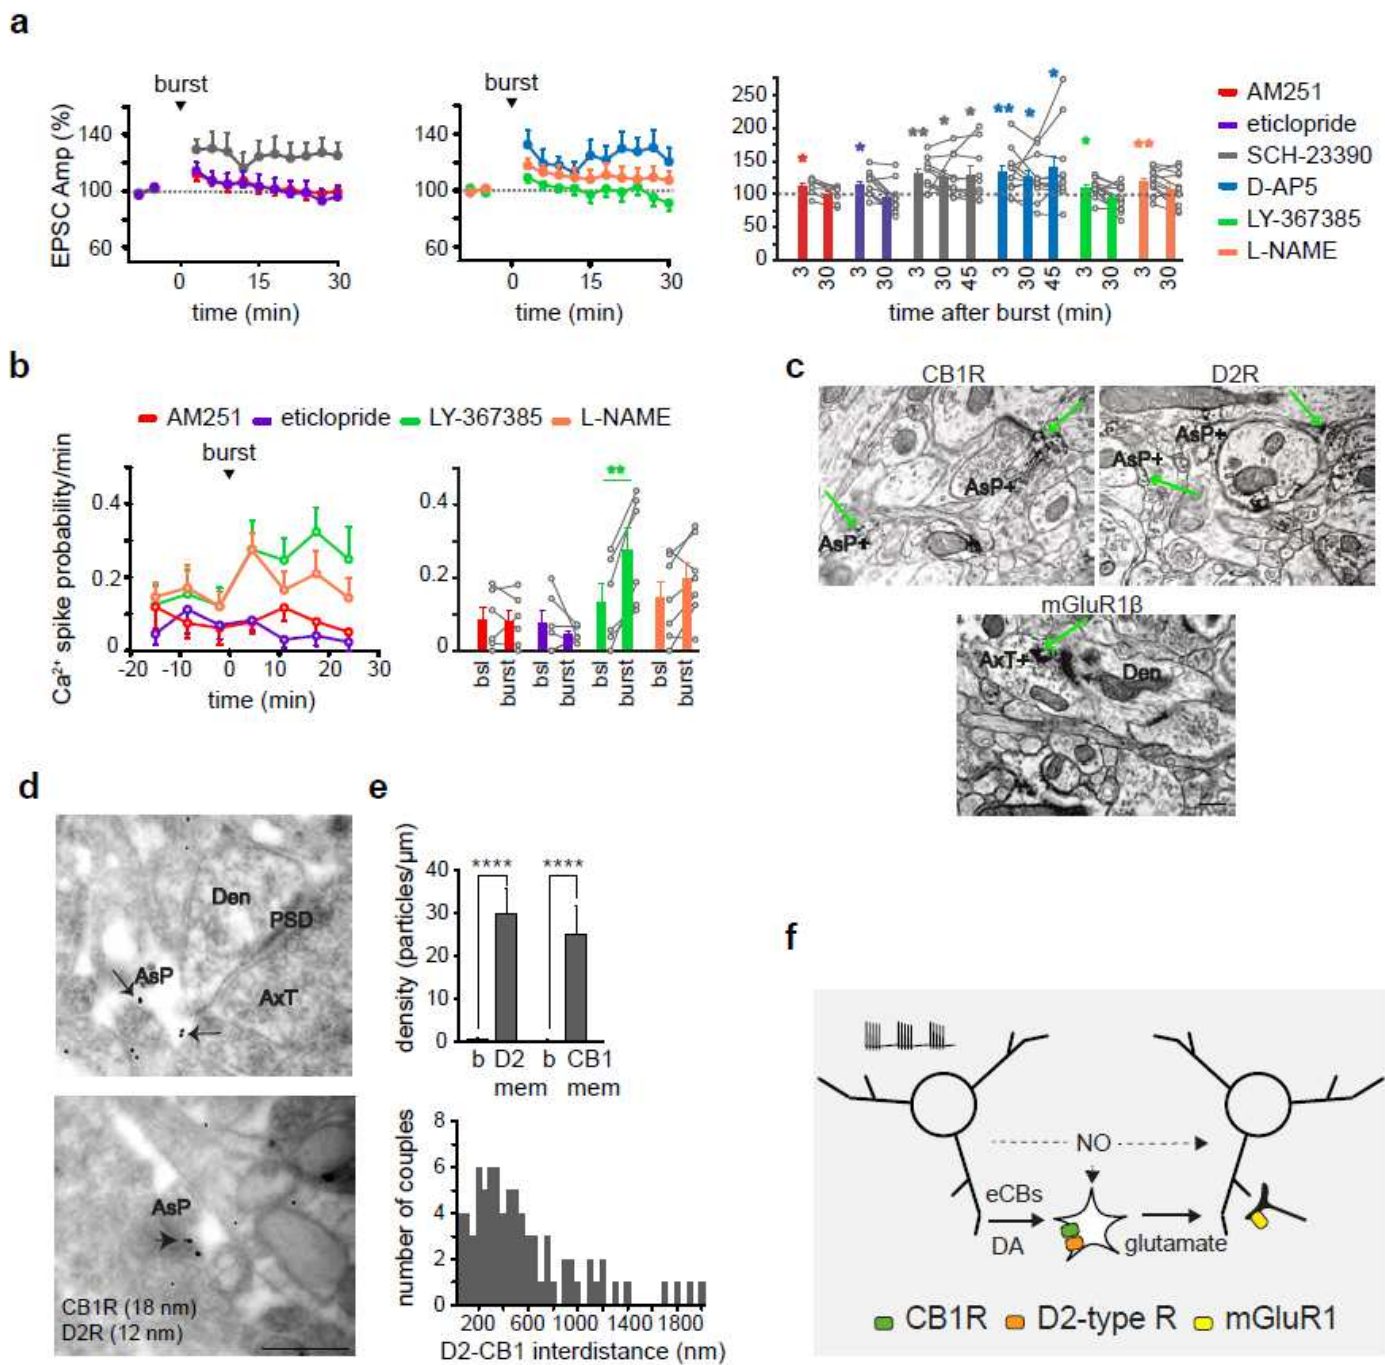 a
burst
burst
EPSC Amp (%)
140
100
60
0
15
30
time (min)
140
100
60
0
15
30
time (min)
250
200
150
100
50
0
*
*
**
*
*
**
*
*
*
**
3
30
3
30
3
30
45
3
30
45
3
30
3
30
time after burst (min)
AM251
eticlopride
SCH-23390
D-AP5
LY-367385
L-NAME
b
AM251
eticlopride
LY-367385
L-NAME
burst
Ca²⁺ spike probability/min
0.4
0.2
0
-20
-10
0
10
20
30
time (min)
0.4
0.2
0
**
bsl
burst
bsl
burst
bsl
burst
bsl
burst
c
CB1R
D2R
AsP+
AsP+
AsP+
AsP+
mGluR1β
AxT+
Den
d
Den
PSD
AsP
AxT
AsP
CB1R (18 nm)
D2R (12 nm)
e
density (particles/µm)
40
30
20
10
0
****
****
b
D2
mem
b
CB1
mem
number of couples
8
6
4
2
0
200
600
1000
1400
1800
D2-CB1 interdistance (nm)
f
NO
eCBs
DA
glutamate
CB1R
D2-type R
mGluR1